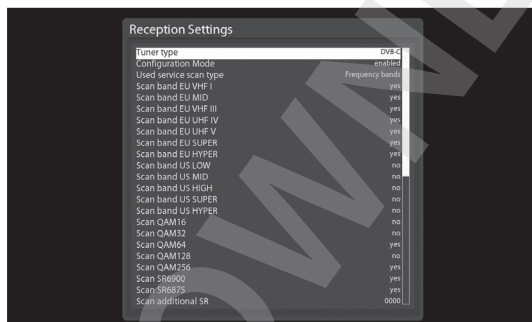 Reception Settings
Tuner type DVB-C
Configuration Mode enabled
Used service scan type Frequency bands
Scan band EU VHF I yes
Scan band EU MID yes
Scan band EU VHF III yes
Scan band EU UHF IV yes
Scan band EU UHF V yes
Scan band EU SUPER yes
Scan band EU HYPER yes
Scan band US LOW no
Scan band US MID no
Scan band US HIGH no
Scan band US SUPER no
Scan band US HYPER no
Scan QAM16 no
Scan QAM32 no
Scan QAM64 yes
Scan QAM128 no
Scan QAM256 yes
Scan SR6900 yes
Scan SR6875 yes
Scan additional SR 0000